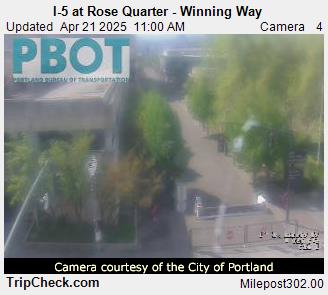 I-5 at Rose Quarter - Winning Way
Updated Apr 21 2025 11:00 AM Camera 4
PBOT
PORTLAND BUREAU OF TRANSPORTATION
Camera courtesy of the City of Portland
TripCheck.com Milepost302.00